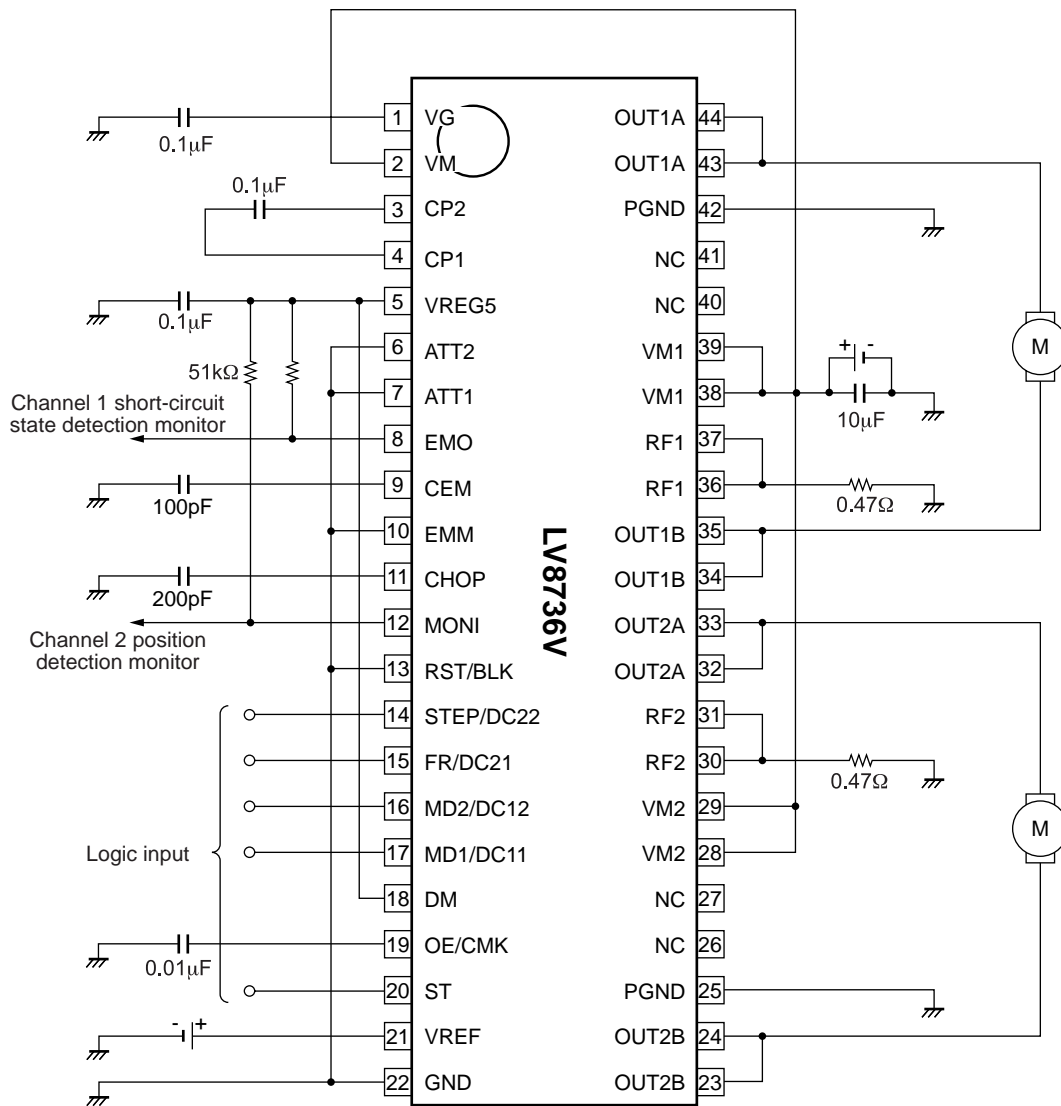 1 VG OUT1A 44
0.1µF
2 VM OUT1A 43
0.1µF
3 CP2 PGND 42
4 CP1 NC 41
5 VREG5 NC 40
0.1µF
6 ATT2 VM1 39
+ -
51kΩ
7 ATT1 VM1 38
10µF
M
Channel 1 short-circuit
state detection monitor
8 EMO RF1 37
9 CEM RF1 36
100pF
0.47Ω
10 EMM OUT1B 35
11 CHOP OUT1B 34
200pF
LV8736V
12 MONI OUT2A 33
Channel 2 position
detection monitor
13 RST/BLK OUT2A 32
14 STEP/DC22 RF2 31
15 FR/DC21 RF2 30
0.47Ω
16 MD2/DC12 VM2 29
M
Logic input
17 MD1/DC11 VM2 28
18 DM NC 27
19 OE/CMK NC 26
0.01µF
20 ST PGND 25
- +
21 VREF OUT2B 24
22 GND OUT2B 23